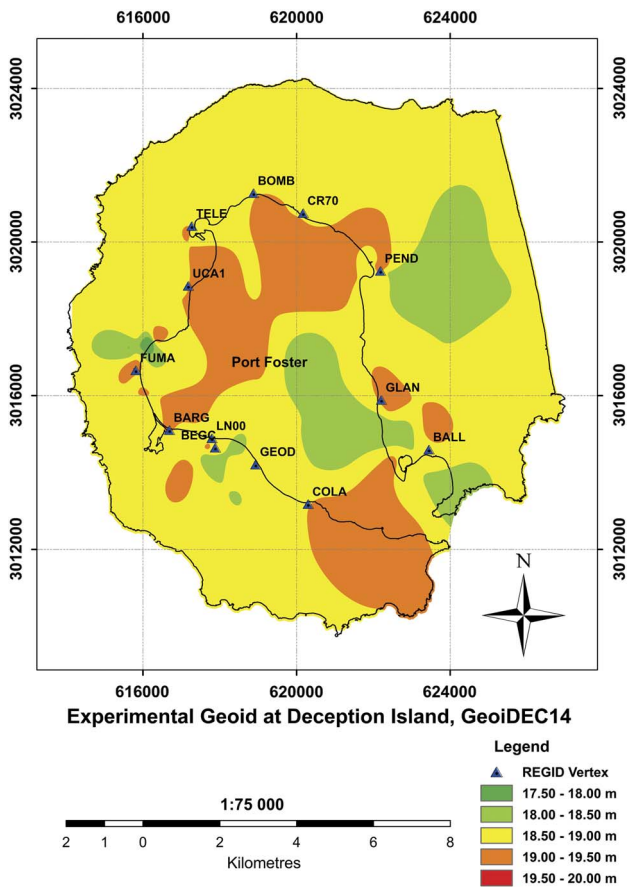 616000 620000 624000
3024000 3024000
BOMB
CR70
TELE
3020000 3020000
PEND
UCA1
FUMA
Port Foster
3016000 3016000
GLAN
BARG
BEGC LN00
BALL
GEOD
COLA
3012000 3012000
N
616000 620000 624000
Experimental Geoid at Deception Island, GeoiDEC14
Legend
REGID Vertex
17.50 - 18.00 m
1:75 000
18.00 - 18.50 m
18.50 - 19.00 m
2 1 0 2 4 6 8
19.00 - 19.50 m
Kilometres
19.50 - 20.00 m